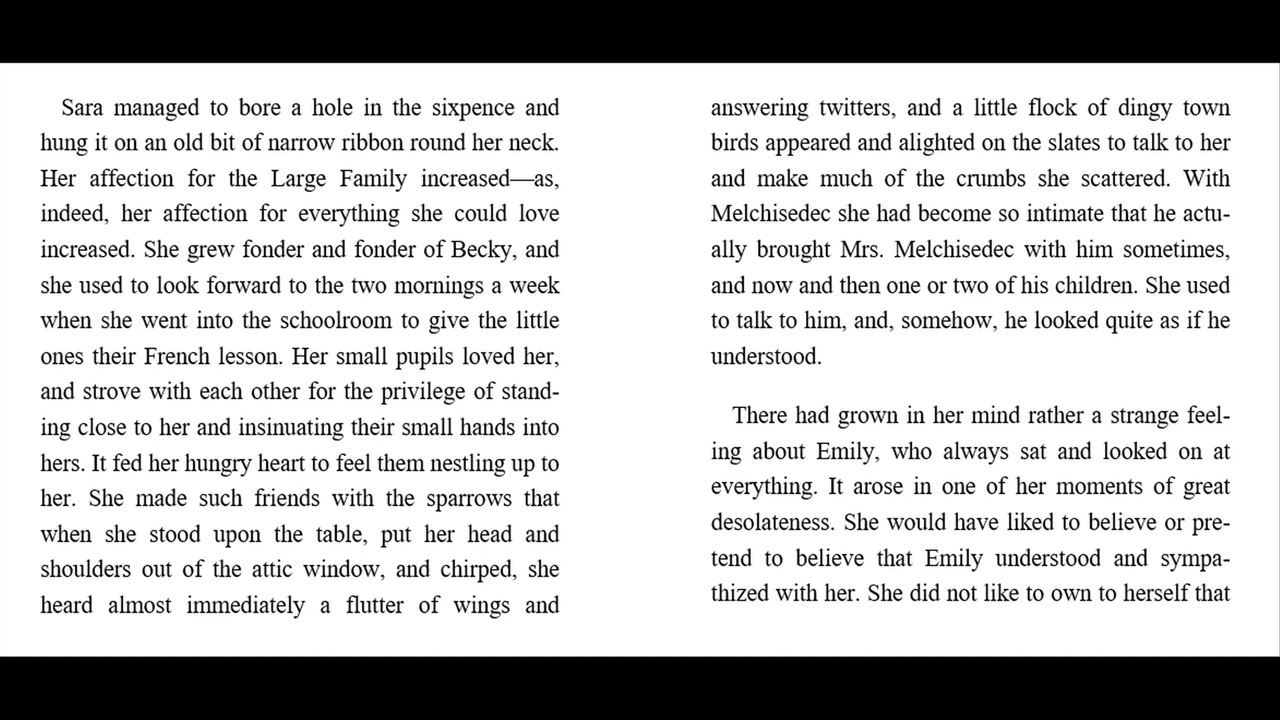 Sara managed to bore a hole in the sixpence and
hung it on an old bit of narrow ribbon round her neck.
Her affection for the Large Family increased—as,
indeed, her affection for everything she could love
increased. She grew fonder and fonder of Becky, and
she used to look forward to the two mornings a week
when she went into the schoolroom to give the little
ones their French lesson. Her small pupils loved her,
and strove with each other for the privilege of stand-
ing close to her and insinuating their small hands into
hers. It fed her hungry heart to feel them nestling up to
her. She made such friends with the sparrows that
when she stood upon the table, put her head and
shoulders out of the attic window, and chirped, she
heard almost immediately a flutter of wings and
answering twitters, and a little flock of dingy town
birds appeared and alighted on the slates to talk to her
and make much of the crumbs she scattered. With
Melchisedec she had become so intimate that he actu-
ally brought Mrs. Melchisedec with him sometimes,
and now and then one or two of his children. She used
to talk to him, and, somehow, he looked quite as if he
understood.
There had grown in her mind rather a strange feel-
ing about Emily, who always sat and looked on at
everything. It arose in one of her moments of great
desolateness. She would have liked to believe or pre-
tend to believe that Emily understood and sympa-
thized with her. She did not like to own to herself that